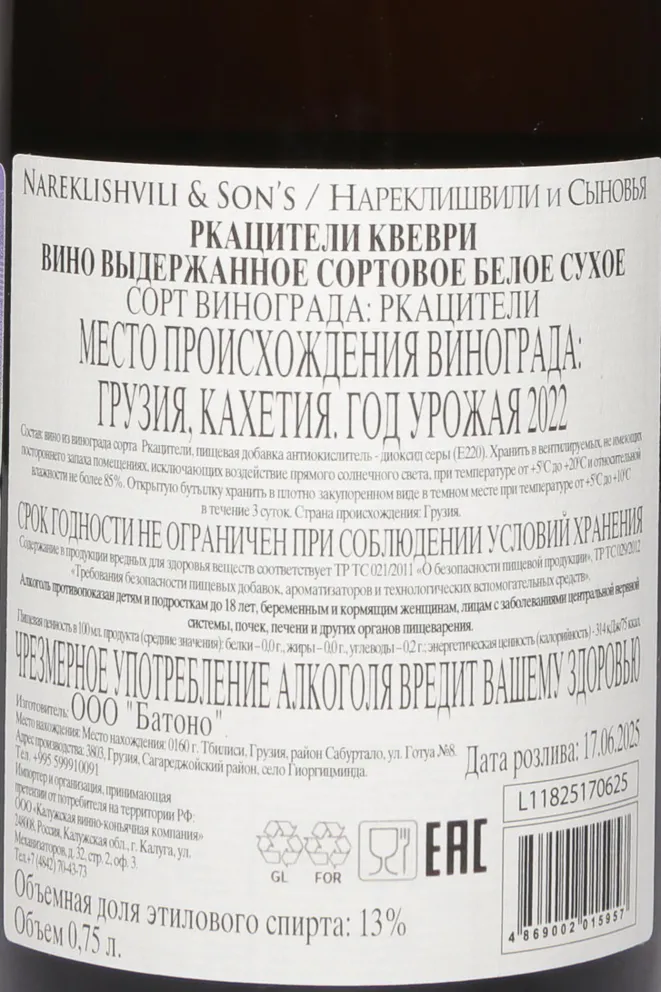 NAREKLISHVILI & SON'S / НАРЕКЛИШВИЛИ И СЫНОВЬЯ
РКАЦИТЕЛИ КВЕВРИ
ВИНО ВЫДЕРЖАННОЕ СОРТОВОЕ БЕЛОЕ СУХОЕ
СОРТ ВИНОГРАДА: РКАЦИТЕЛИ
МЕСТО ПРОИСХОЖДЕНИЯ ВИНОГРАДА:
ГРУЗИЯ, КАХЕТИЯ. ГОД УРОЖАЯ 2022
Состав: вино из винограда сорта Ркацители, пищевая добавка антиокислитель - диоксид серы (E220). Хранить в вентилируемых, не имеющих
постороннего запаха помещениях, исключающих воздействие прямого солнечного света, при температуре от +5°С до +20°С и относительной
влажности не более 85%. Открытую бутылку хранить в плотно закупоренном виде в темном месте при температуре от +5°С до +10°С
в течение 3 суток. Страна происхождения: Грузия.
СРОК ГОДНОСТИ НЕ ОГРАНИЧЕН ПРИ СОБЛЮДЕНИИ УСЛОВИЙ ХРАНЕНИЯ
Содержание в продукции вредных для здоровья веществ соответствует ТР ТС 021/2011 «О безопасности пищевой продукции», ТР ТС 029/2012
«Требования безопасности пищевых добавок, ароматизаторов и технологических вспомогательных средств».
Алкоголь противопоказан детям и подросткам до 18 лет, беременным и кормящим женщинам, лицам с заболеваниями центральной нервной
системы, почек, печени и других органов пищеварения.
Пищевая ценность в 100 мл. продукта (средние значения): белки – 0,0 г., жиры – 0,0 г., углеводы – 0,2 г.; энергетическая ценность (калорийность) - 314 кДж/75 ккал.
ЧРЕЗМЕРНОЕ УПОТРЕБЛЕНИЕ АЛКОГОЛЯ ВРЕДИТ ВАШЕМУ ЗДОРОВЬЮ
Изготовитель: ООО "Батоно".
Место нахождения: Место нахождения: 0160 г. Тбилиси, Грузия, район Сабуртало, ул. Готуа №8.
Адрес производства: 3803, Грузия, Сагареджойский район, село Гиоргицминда.
Тел. +995 599910091
Импортер и организация, принимающая
претензии от потребителя на территории РФ:
ООО «Калужская винно-коньячная компания»
248008, Россия, Калужская обл., г. Калуга, ул.
Механизаторов, д. 32, стр. 2, оф. 3.
Тел.+7 (4842) 70-43-73
Дата розлива: 17.06.2025
L11825170625
GL FOR
EAC
4 869002 015957
Объемная доля этилового спирта: 13%
Объем 0,75 л.